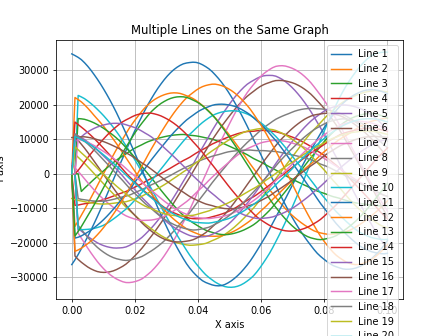 Multiple Lines on the Same Graph
30000
20000
10000
0
−10000
−20000
−30000
axis
0.00
0.02
0.04
0.06
X axis
Line 1
Line 2
Line 3
Line 4
Line 5
Line 6
Line 7
Line 8
Line 9
Line 10
Line 11
Line 12
Line 13
Line 14
Line 15
Line 16
Line 17
Line 18
Line 19
Line 20